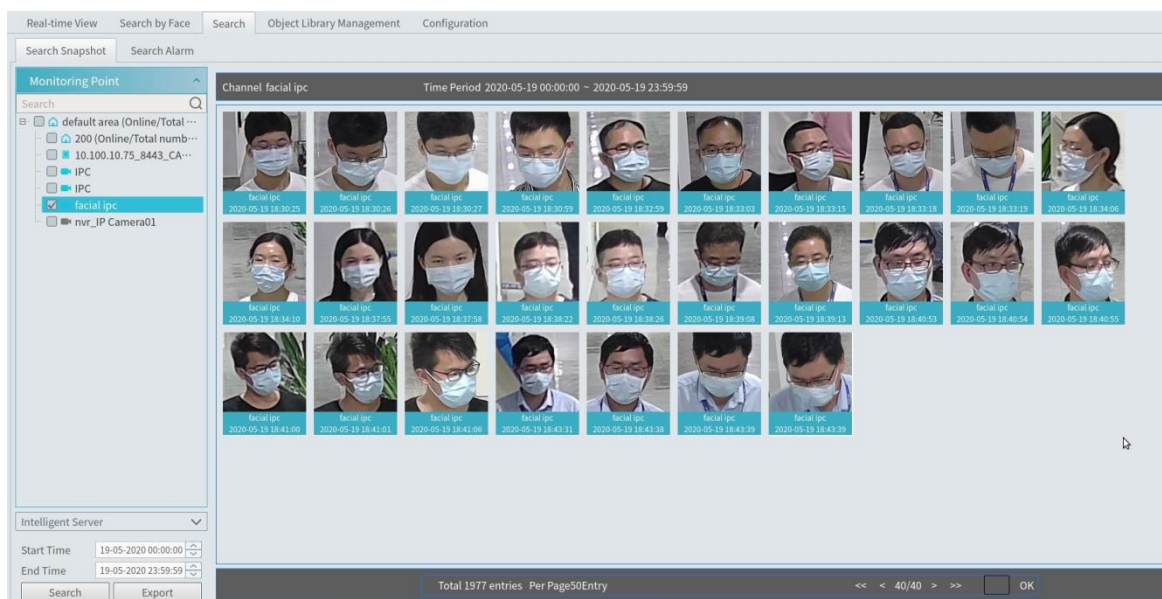 Real-time View Search by Face Search Object Library Management Configuration
Search Snapshot Search Alarm
Monitoring Point
Search
default area (Online/Total ···
200 (Online/Total numb···
10.100.10.75_8443_CA···
IPC
IPC
facial ipc
nvr_IP Camera01
Intelligent Server
Start Time 19-05-2020 00:00:00
End Time 19-05-2020 23:59:59
Search Export
Channel facial ipc Time Period 2020-05-19 00:00:00 ~ 2020-05-19 23:59:59
facial ipc facial ipc facial ipc facial ipc facial ipc facial ipc facial ipc facial ipc facial ipc facial ipc
2020-05-19 18:30:25 2020-05-19 18:30:26 2020-05-19 18:30:27 2020-05-19 18:30:59 2020-05-19 18:32:59 2020-05-19 18:33:03 2020-05-19 18:33:15 2020-05-19 18:33:18 2020-05-19 18:33:19 2020-05-19 18:34:06
facial ipc facial ipc facial ipc facial ipc facial ipc facial ipc facial ipc facial ipc facial ipc facial ipc
2020-05-19 18:34:10 2020-05-19 18:37:55 2020-05-19 18:37:58 2020-05-19 18:38:22 2020-05-19 18:38:26 2020-05-19 18:39:08 2020-05-19 18:39:13 2020-05-19 18:40:53 2020-05-19 18:40:54 2020-05-19 18:40:55
facial ipc facial ipc facial ipc facial ipc facial ipc facial ipc facial ipc
2020-05-19 18:41:00 2020-05-19 18:41:01 2020-05-19 18:41:06 2020-05-19 18:43:31 2020-05-19 18:43:38 2020-05-19 18:43:39 2020-05-19 18:43:39
Total 1977 entries Per Page50Entry << < 40/40 > >> OK